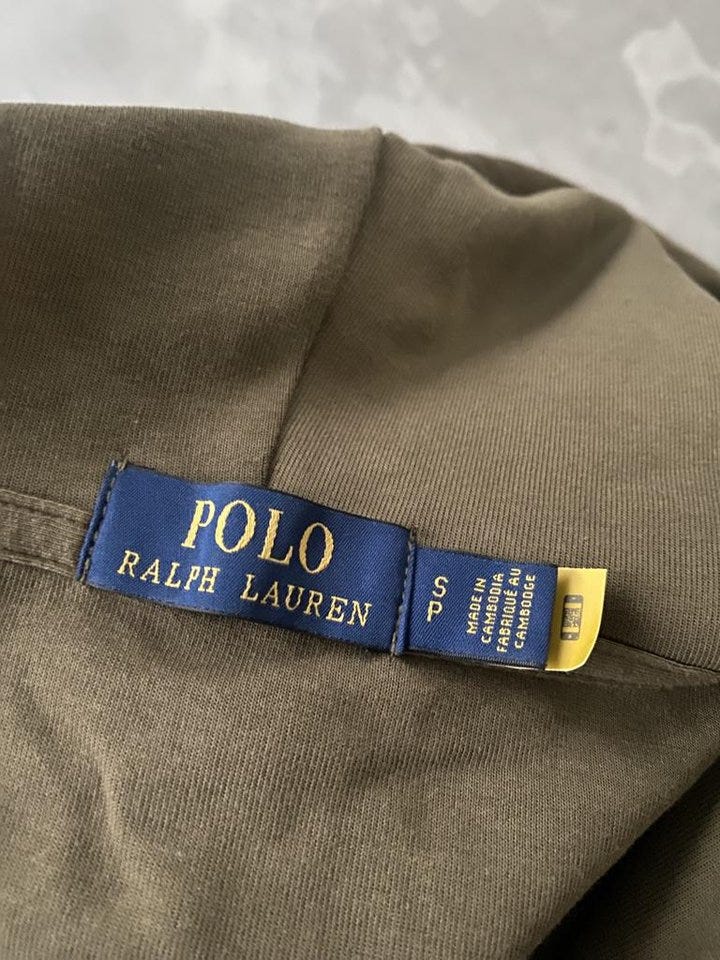 POLO
RALPH LAUREN
S
P
MADE IN
CAMBODIA
FABRIQUÉ AU
CAMBODGE